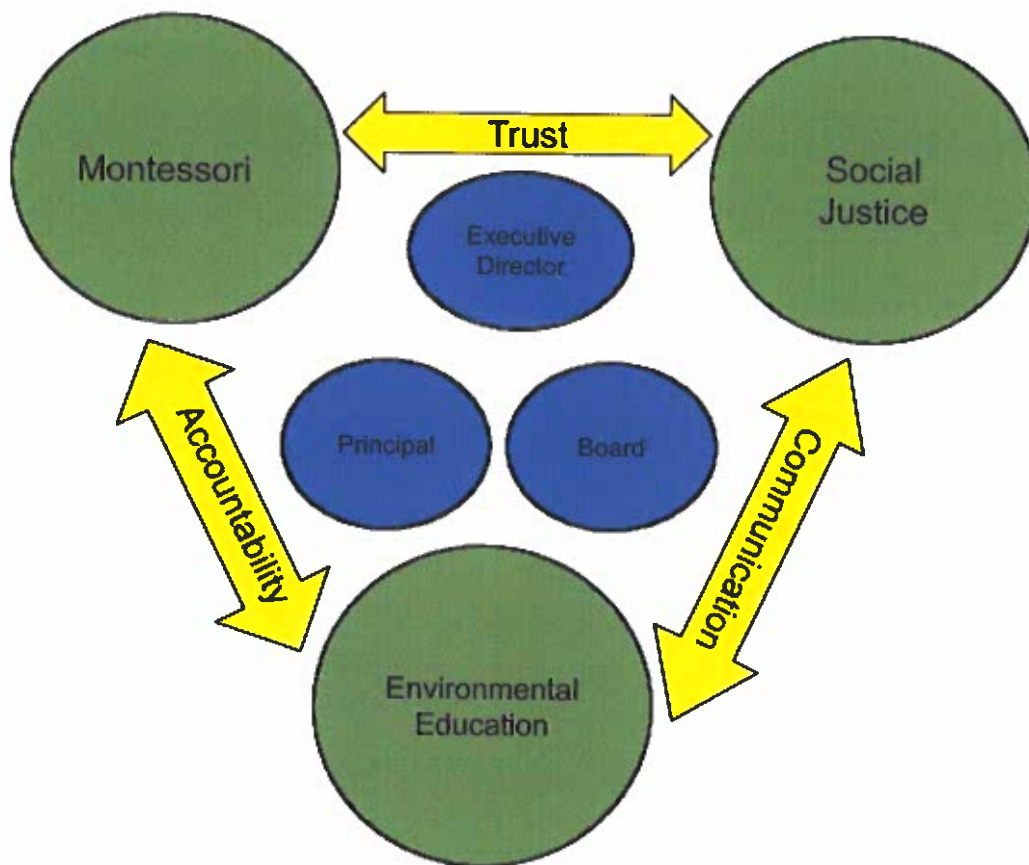 Trust
Montessori
Social
Justice
Executive
Director
Accountability
Principal
Board
Communication
Environmental
Education